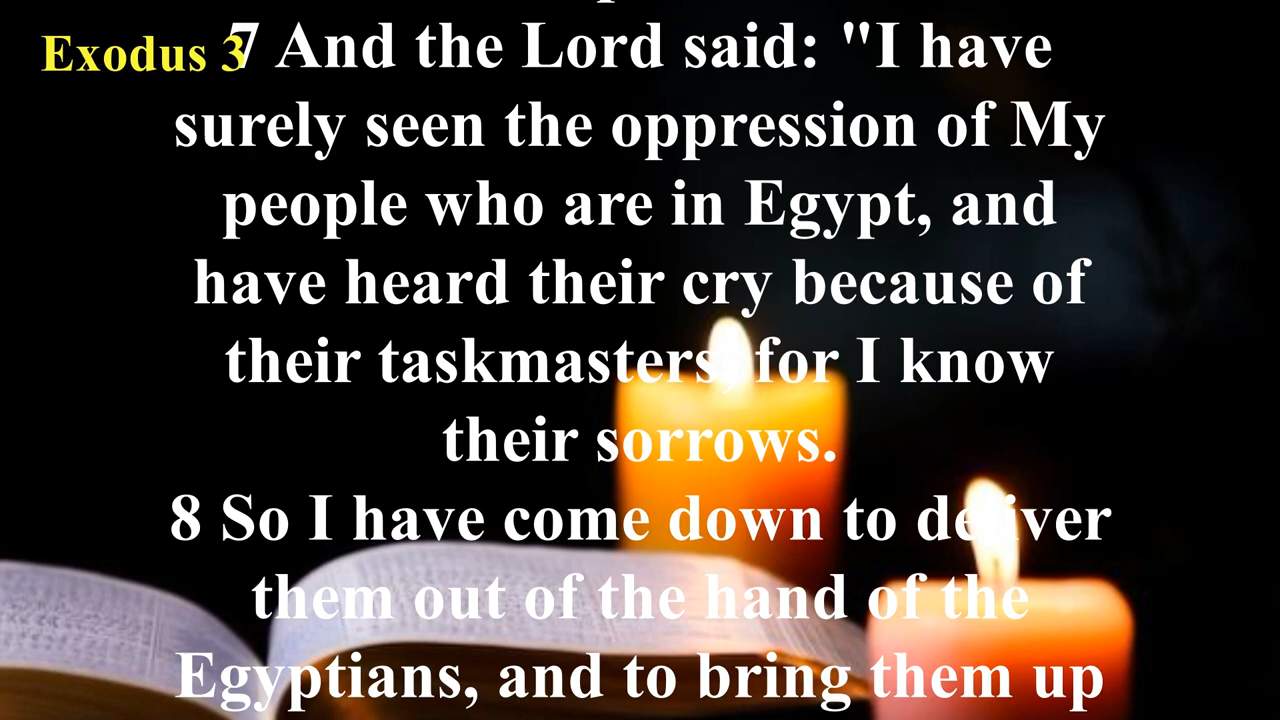 Exodus 3
7 And the Lord said: "I have
surely seen the oppression of My
people who are in Egypt, and
have heard their cry because of
their taskmasters, for I know
their sorrows.
8 So I have come down to deliver
them out of the hand of the
Egyptians, and to bring them up